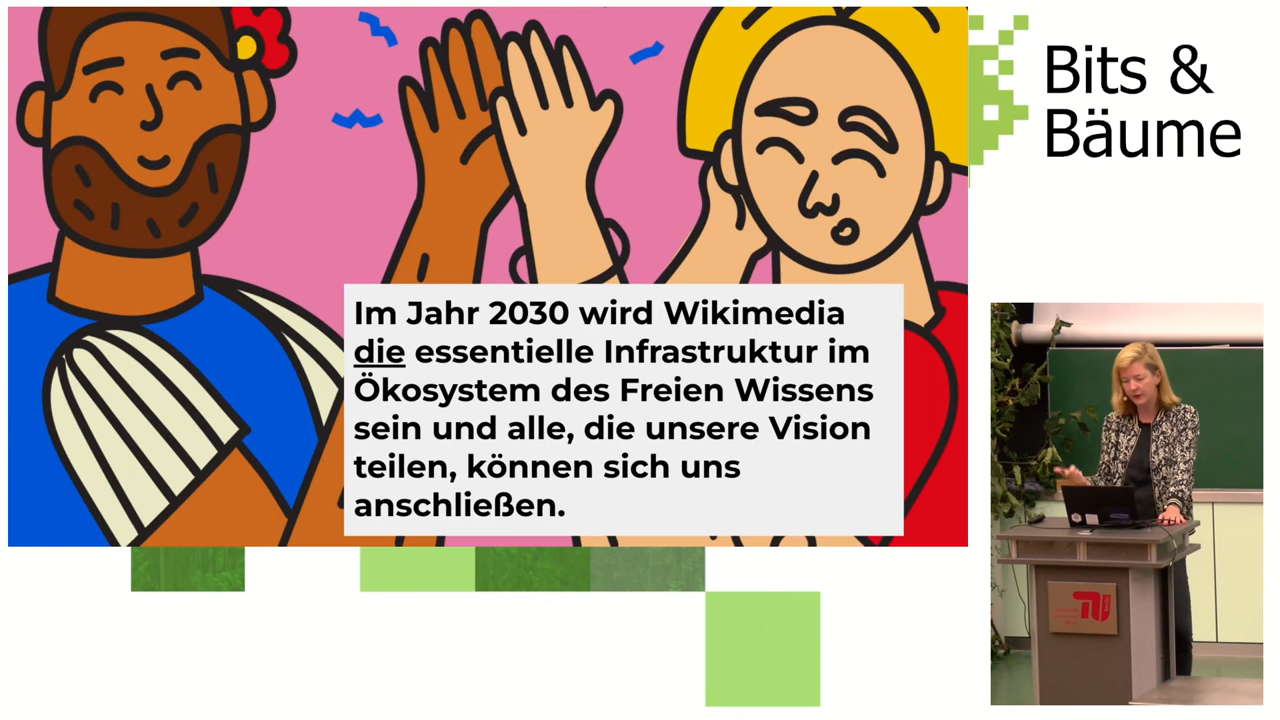 Im Jahr 2030 wird Wikimedia
die essentielle Infrastruktur im
Ökosystem des Freien Wissens
sein und alle, die unsere Vision
teilen, können sich uns
anschließen.
Bits &
Bäume